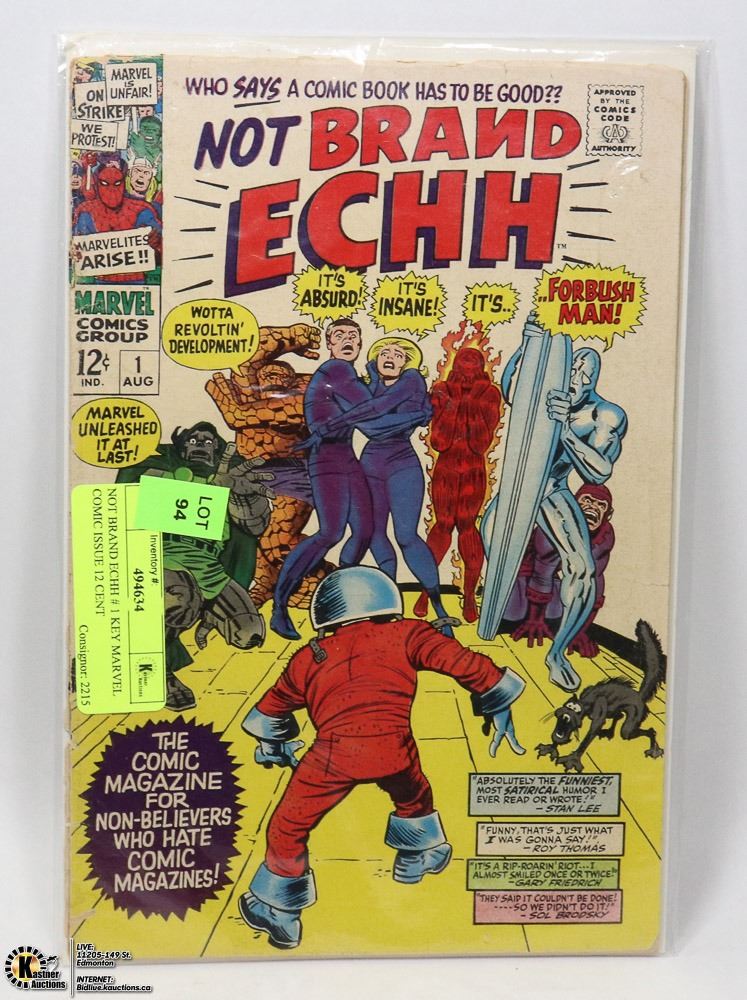 MARVEL
IS
UNFAIR!
ON
STRIKE
WE
PROTEST!
MARVELITES
ARISE!!
MARVEL
COMICS
GROUP
12¢
IND.
1
AUG
WHO SAYS A COMIC BOOK HAS TO BE GOOD??
NOT BRAND
ECHH
TM
APPROVED
BY THE
COMICS
CODE
CA
AUTHORITY
WOTTA
REVOLTIN'
DEVELOPMENT!
IT'S
ABSURD!
IT'S
INSANE!
IT'S..
..FORBUSH
MAN!
MARVEL
UNLEASHED
IT AT
LAST!
LOT
94
Inventory #:
494634
NOT BRAND ECHH # 1 KEY MARVEL
COMIC ISSUE 12 CENT
Consignor: 2215
THE
COMIC
MAGAZINE
FOR
NON-BELIEVERS
WHO HATE
COMIC
MAGAZINES!
"ABSOLUTELY THE FUNNIEST,
MOST SATIRICAL HUMOR I
EVER READ OR WROTE!"
– STAN LEE
"FUNNY, THAT'S JUST WHAT
I WAS GONNA SAY!"
– ROY THOMAS
"IT'S A RIP-ROARIN' RIOT...I
ALMOST SMILED ONCE OR TWICE!"
– GARY FRIEDRICH
"THEY SAID IT COULDN'T BE DONE!
----SO WE DIDN'T DO IT!"
– SOL BRODSKY
Kastner
Auctions
LIVE:
11205-149 St.
Edmonton
INTERNET:
Bidlive.kauctions.ca